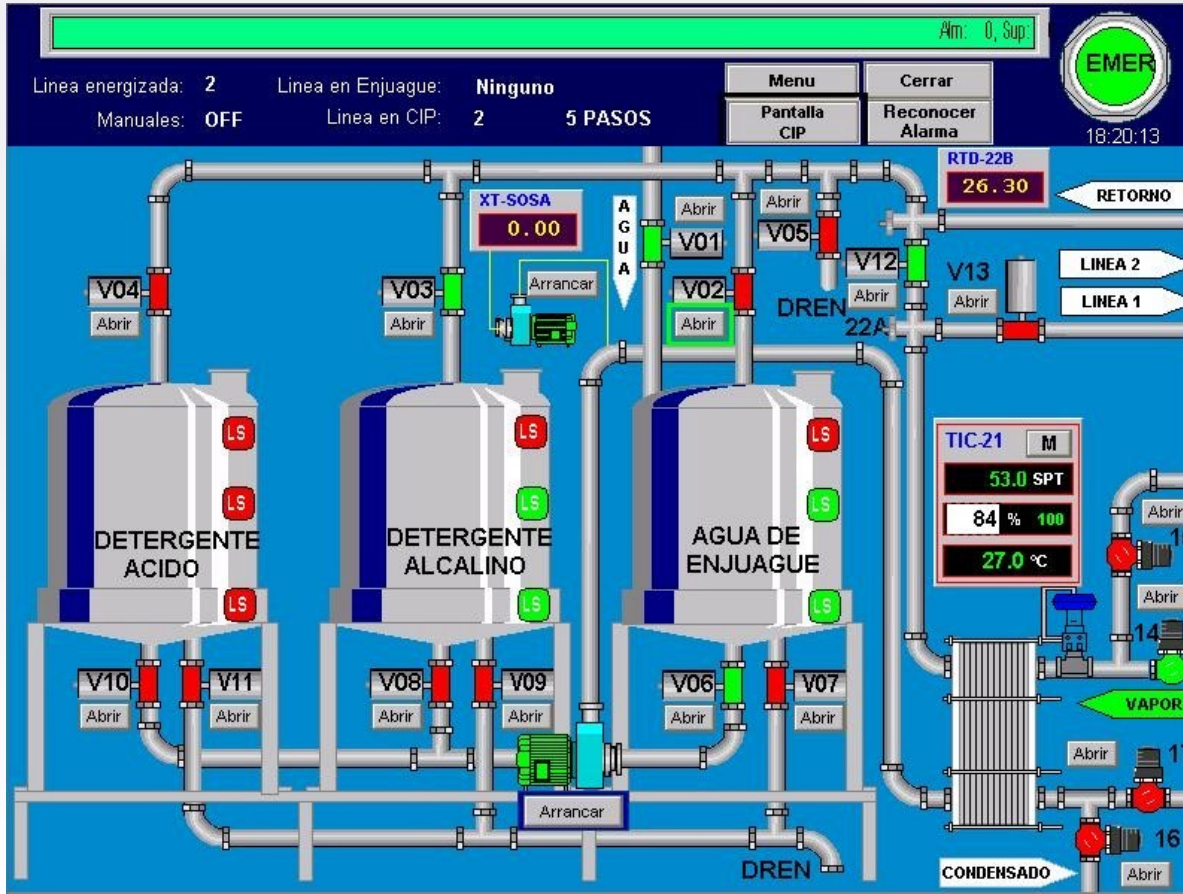 Alm: 0, Sup:
EMER
Linea energizada: 2
Linea en Enjuague: Ninguno
Menu
Cerrar
Manuales: OFF
Linea en CIP: 2
5 PASOS
Pantalla
CIP
Reconocer
Alarma
18:20:13
RTD-22B
26.30
RETORNO
XT-SOSA
0.00
AGUA
Abrir
V01
Abrir
V05
V12
Abrir
V13
Abrir
LINEA 2
LINEA 1
V04
Abrir
V03
Abrir
Arrancar
V02
Abrir
DREN
22A
LS
LS
LS
TIC-21
M
53.0 SPT
84 % 100
27.0 °C
Abrir
LS
LS
LS
DETERGENTE
ACIDO
DETERGENTE
ALCALINO
AGUA DE
ENJUAGUE
LS
LS
LS
Abrir
14
V10
Abrir
V11
Abrir
V08
Abrir
V09
Abrir
V06
Abrir
V07
Abrir
VAPOR
Abrir
17
Arrancar
16
DREN
CONDENSADO
Abrir